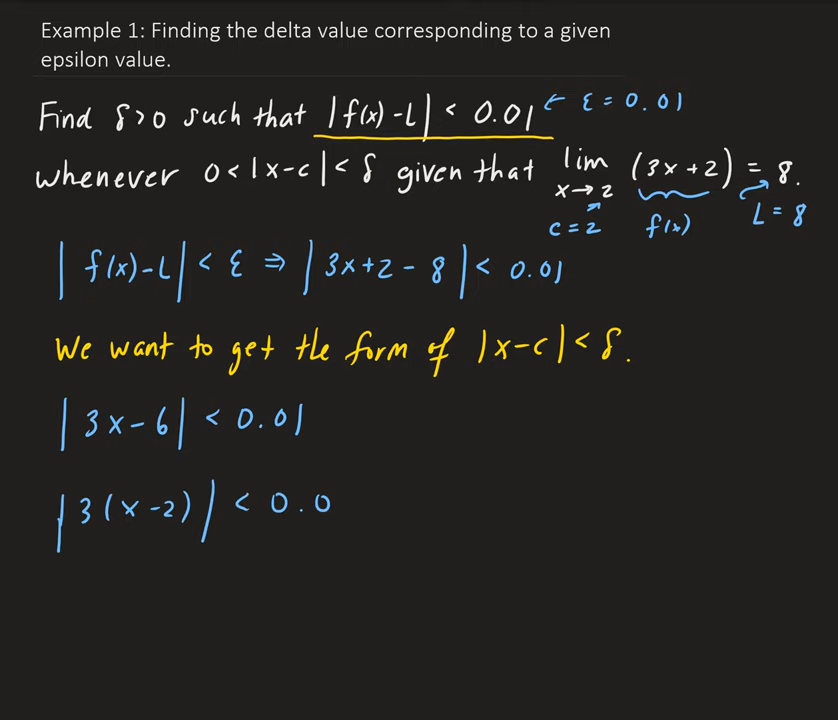 Example 1: Finding the delta value corresponding to a given
epsilon value.
Find δ>0 such that |f(x)-L| < 0.01 ← ε = 0.01
whenever 0<|x-c|<δ given that lim x→2 (3x+2) = 8.
c=2 f(x) L=8
|f(x)-L| < ε ⇒ |3x+2-8| < 0.01
We want to get the form of |x-c|<δ.
|3x-6| < 0.01
|3(x-2)| < 0.0